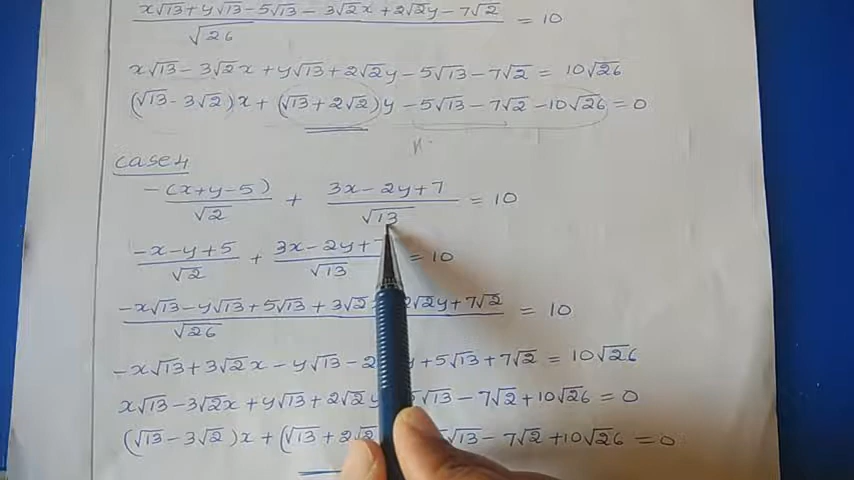 x√13+y√13-5√13-3√2x+2√2y-7√2 / √26 = 10
x√13-3√2x+y√13+2√2y-5√13-7√2 = 10√26
(√13-3√2)x+(√13+2√2)y-5√13-7√2-10√26=0
case4
-(x+y-5) / √2 + 3x-2y+7 / √13 = 10
-x-y+5 / √2 + 3x-2y+7 / √13 = 10
-x√13-y√13+5√13+3√2x 2√2y+7√2 / √26 = 10
-x√13+3√2x-y√13-2 y+5√13+7√2=10√26
x√13-3√2x+y√13+2√2y 5√13-7√2+10√26=0
(√13-3√2)x+(√13+2√2 √13-7√2+10√26=0